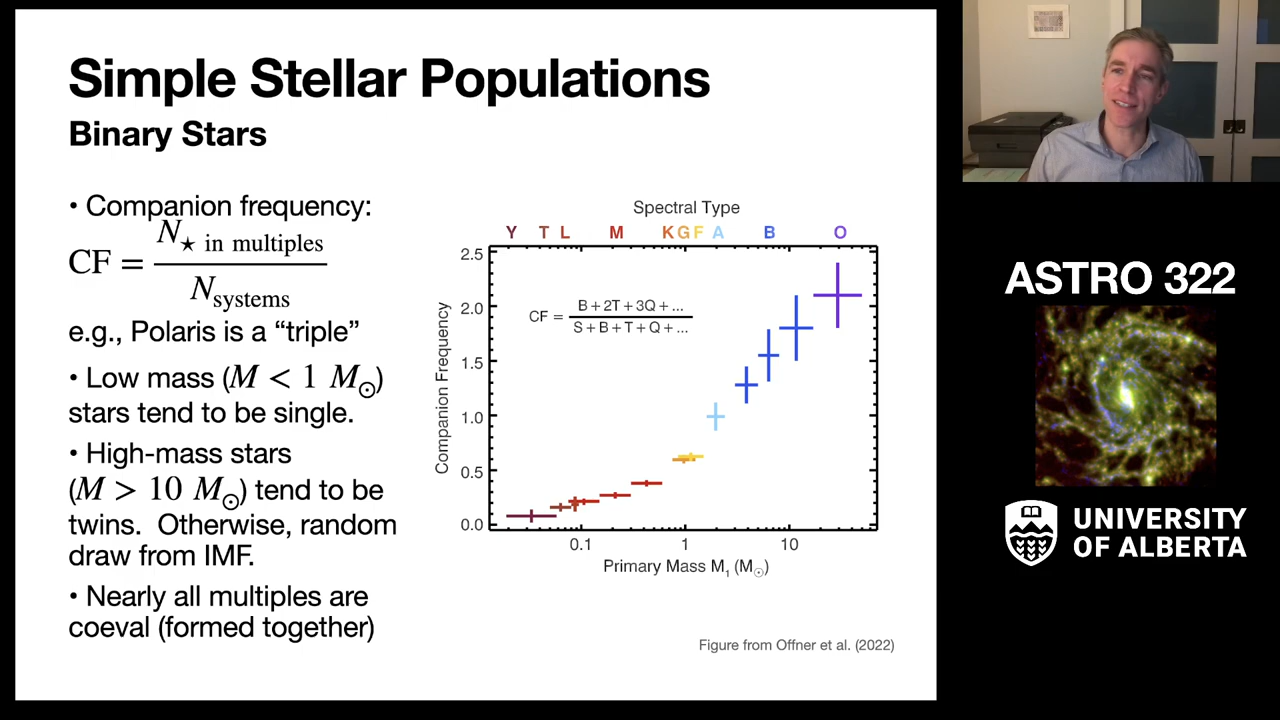 Simple Stellar Populations
Binary Stars
• Companion frequency:
CF = N★ in multiples / Nsystems
e.g., Polaris is a “triple”
• Low mass (M < 1 M⊙)
stars tend to be single.
• High-mass stars
(M > 10 M⊙) tend to be
twins. Otherwise, random
draw from IMF.
• Nearly all multiples are
coeval (formed together)
Spectral Type
Y T L M K G F A B O
2.5
2.0
1.5
1.0
0.5
0.0
Companion Frequency
CF = B+2T+3Q+... / S+B+T+Q+...
0.1 1 10
Primary Mass M1 (M⊙)
Figure from Offner et al. (2022)
ASTRO 322
UNIVERSITY
OF ALBERTA